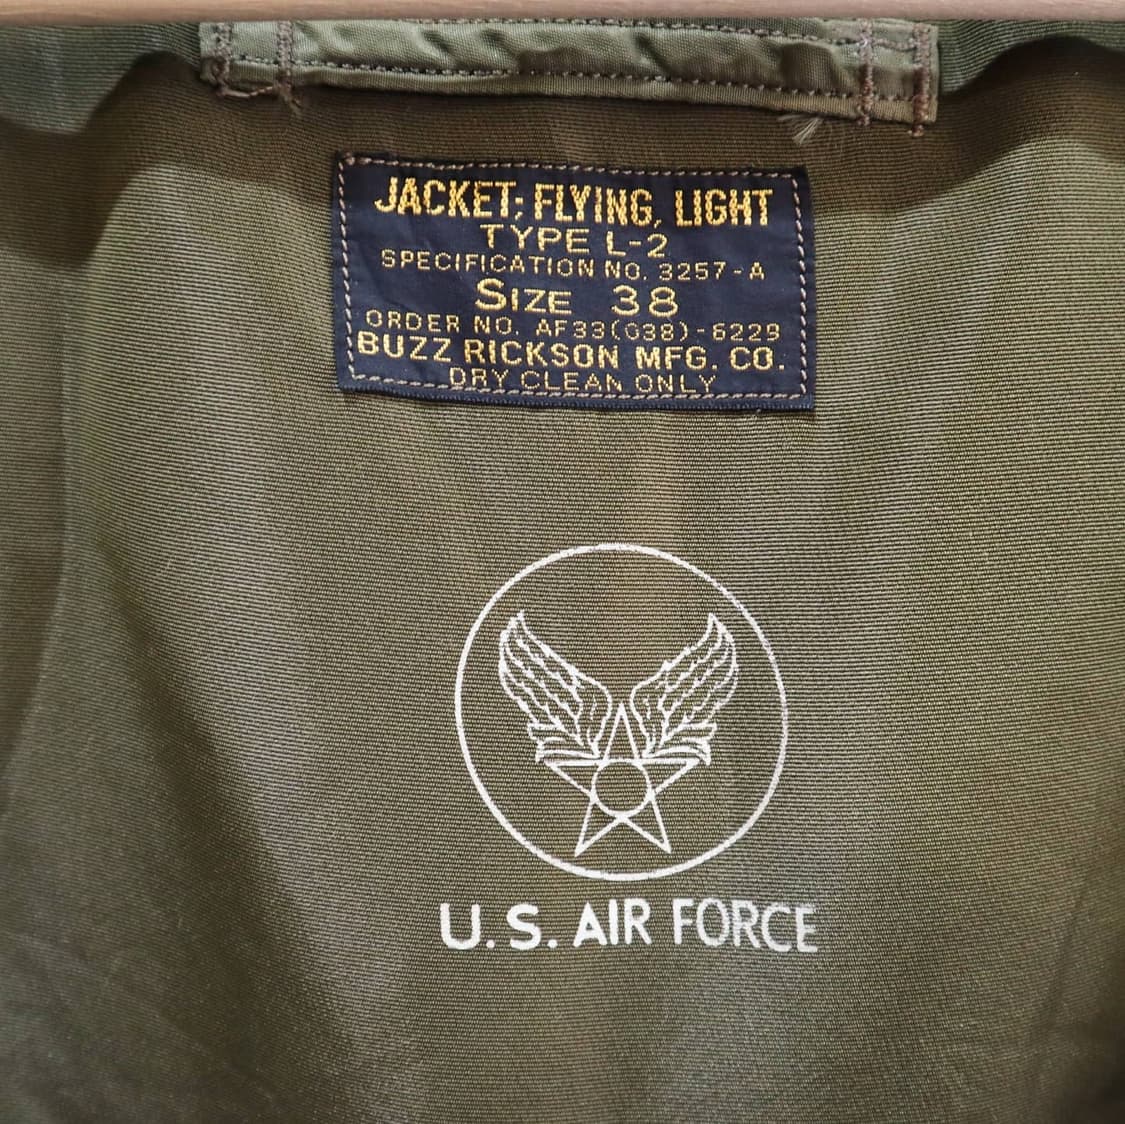 JACKET; FLYING, LIGHT
TYPE L-2
SPECIFICATION NO. 3257-A
SIZE 38
ORDER NO. AF33(038)-6229
BUZZ RICKSON MFG. CO.
DRY CLEAN ONLY
U.S. AIR FORCE